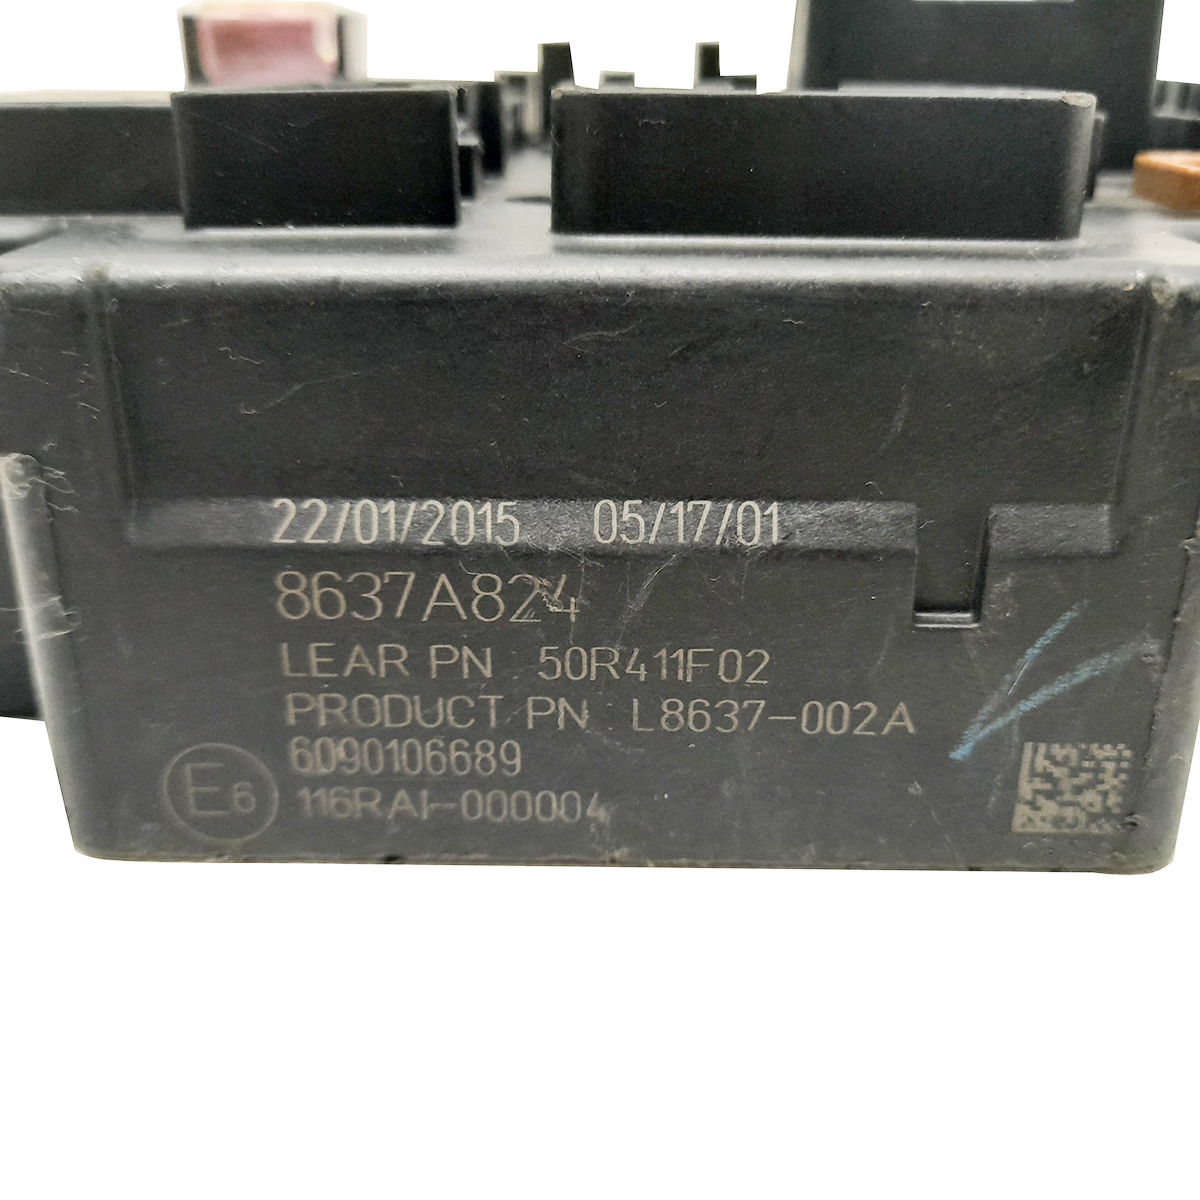 22/01/2015 05/17/01
8637A824
LEAR PN 50R411F02
PRODUCT PN L8637-002A
6090106689
E6 116RAI-000004